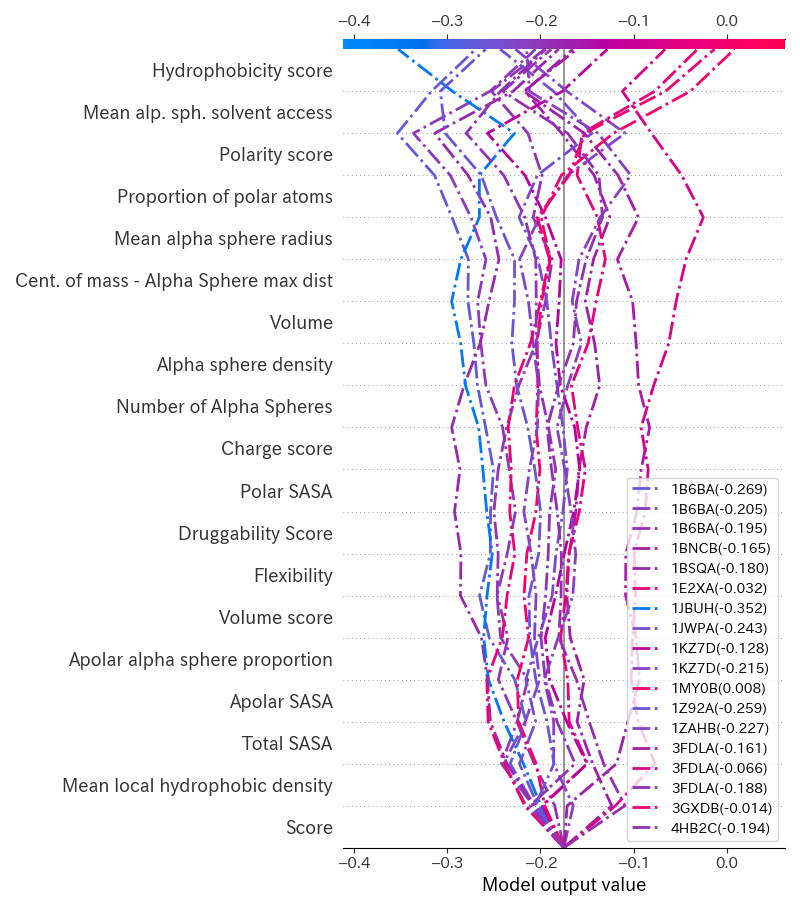 −0.4 −0.3 −0.2 −0.1 0.0
Hydrophobicity score
Mean alp. sph. solvent access
Polarity score
Proportion of polar atoms
Mean alpha sphere radius
Cent. of mass - Alpha Sphere max dist
Volume
Alpha sphere density
Number of Alpha Spheres
Charge score
Polar SASA
Druggability Score
Flexibility
Volume score
Apolar alpha sphere proportion
Apolar SASA
Total SASA
Mean local hydrophobic density
Score
1B6BA(-0.269)
1B6BA(-0.205)
1B6BA(-0.195)
1BNCB(-0.165)
1BSQA(-0.180)
1E2XA(-0.032)
1JBUH(-0.352)
1JWPA(-0.243)
1KZ7D(-0.128)
1KZ7D(-0.215)
1MY0B(0.008)
1Z92A(-0.259)
1ZAHB(-0.227)
3FDLA(-0.161)
3FDLA(-0.066)
3FDLA(-0.188)
3GXDB(-0.014)
4HB2C(-0.194)
−0.4 −0.3 −0.2 −0.1 0.0
Model output value